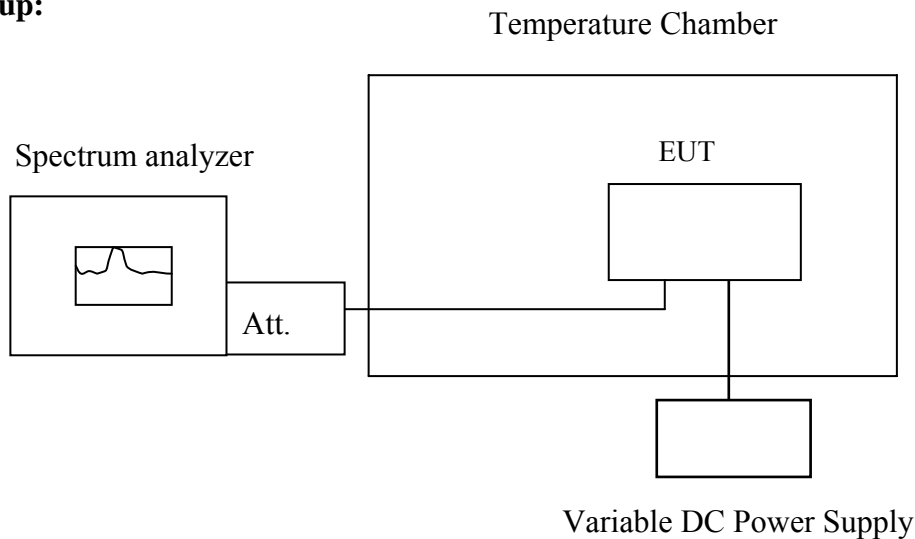 up:
Temperature Chamber
Spectrum analyzer
EUT
Att.
Variable DC Power Supply